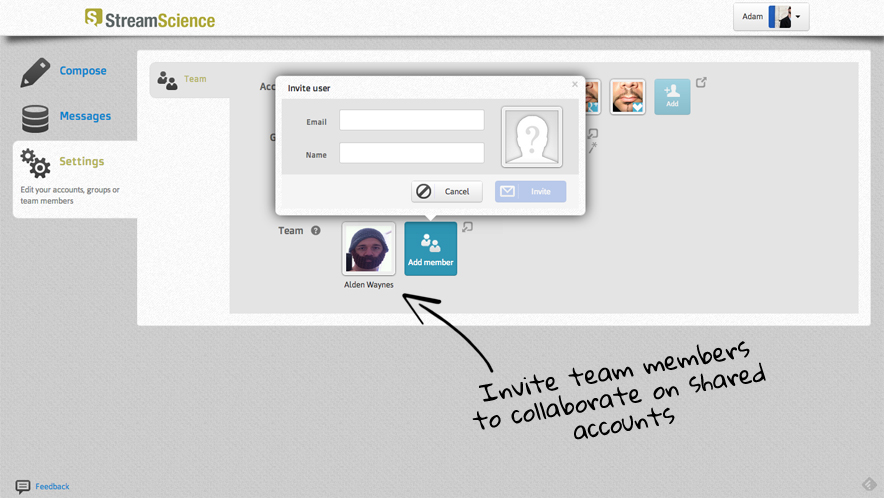 StreamScience
Adam
Compose
Messages
Settings
Edit your accounts, groups or
team members
Team
Invite user
x
Email
Name
Cancel
Invite
Add
Team ?
Add member
Alden Waynes
Invite team members
to collaborate on shared
accounts
Feedback